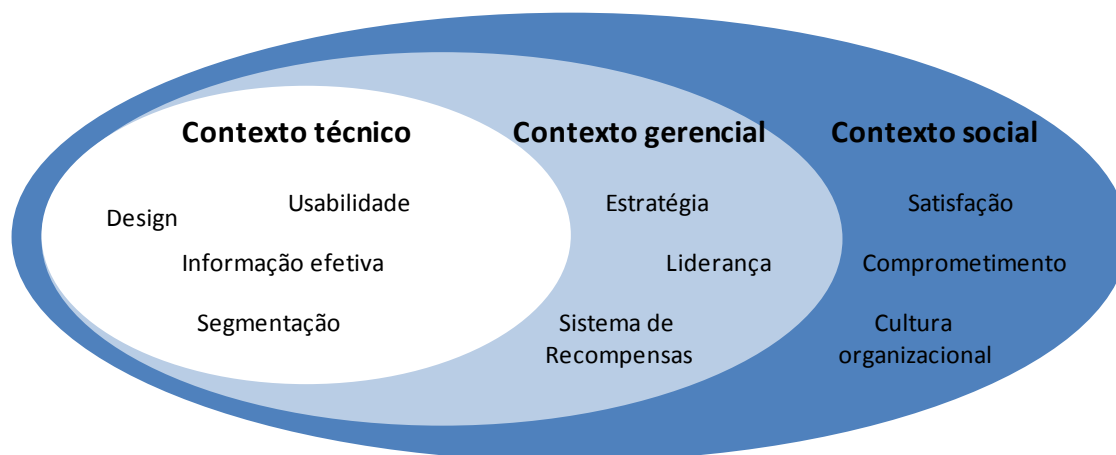 Contexto técnico
Contexto gerencial
Contexto social
Design
Usabilidade
Informação efetiva
Segmentação
Estratégia
Liderança
Sistema de
Recompensas
Satisfação
Comprometimento
Cultura
organizacional